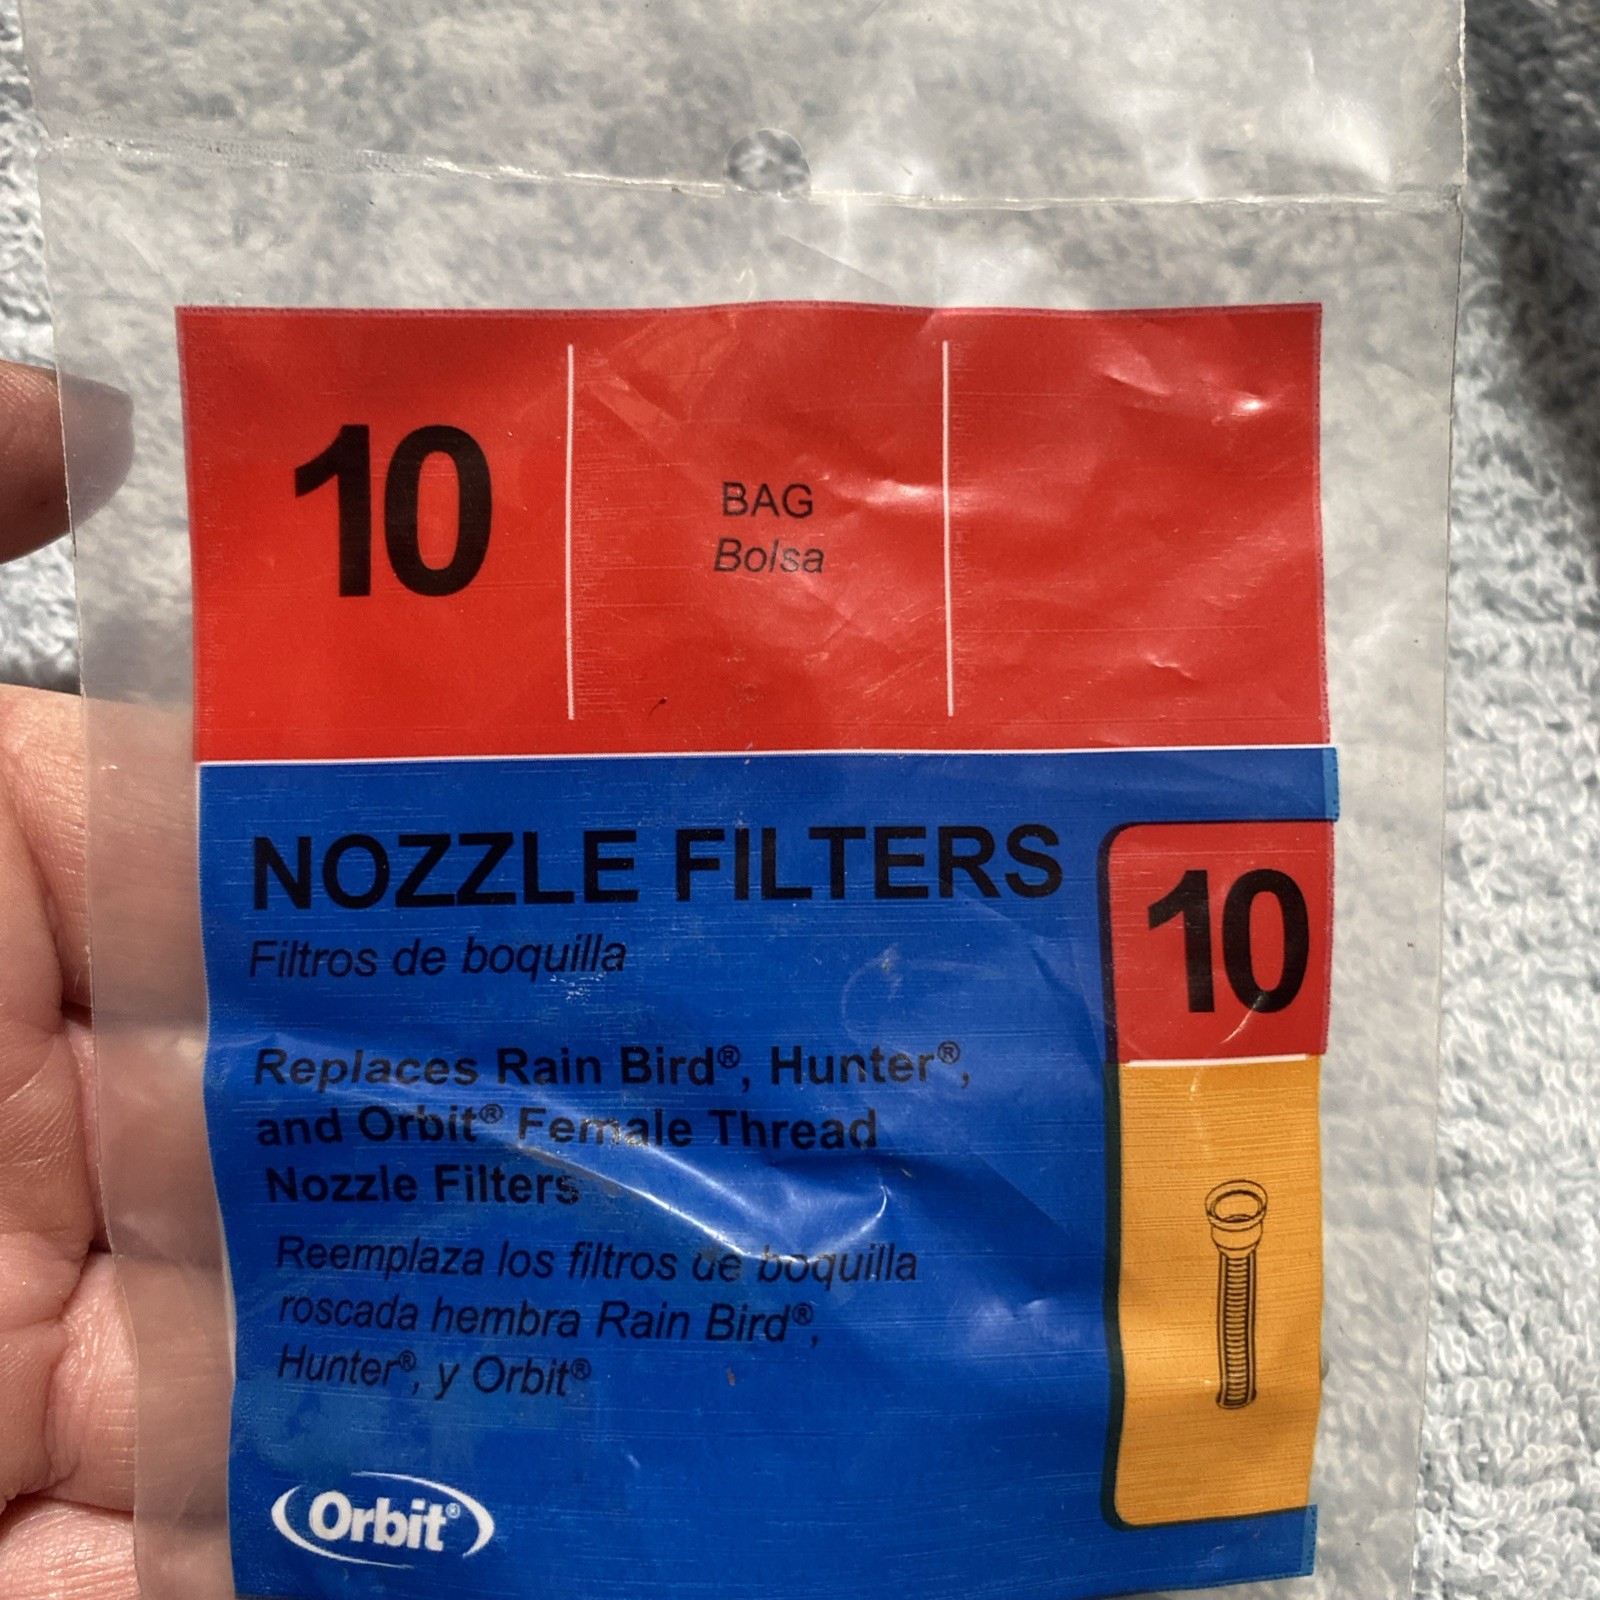 10
BAG
Bolsa
NOZZLE FILTERS
Filtros de boquilla
10
Replaces Rain Bird®, Hunter®,
and Orbit® Female Thread
Nozzle Filters
Reemplaza los filtros de boquilla
roscada hembra Rain Bird®,
Hunter®, y Orbit®
Orbit®